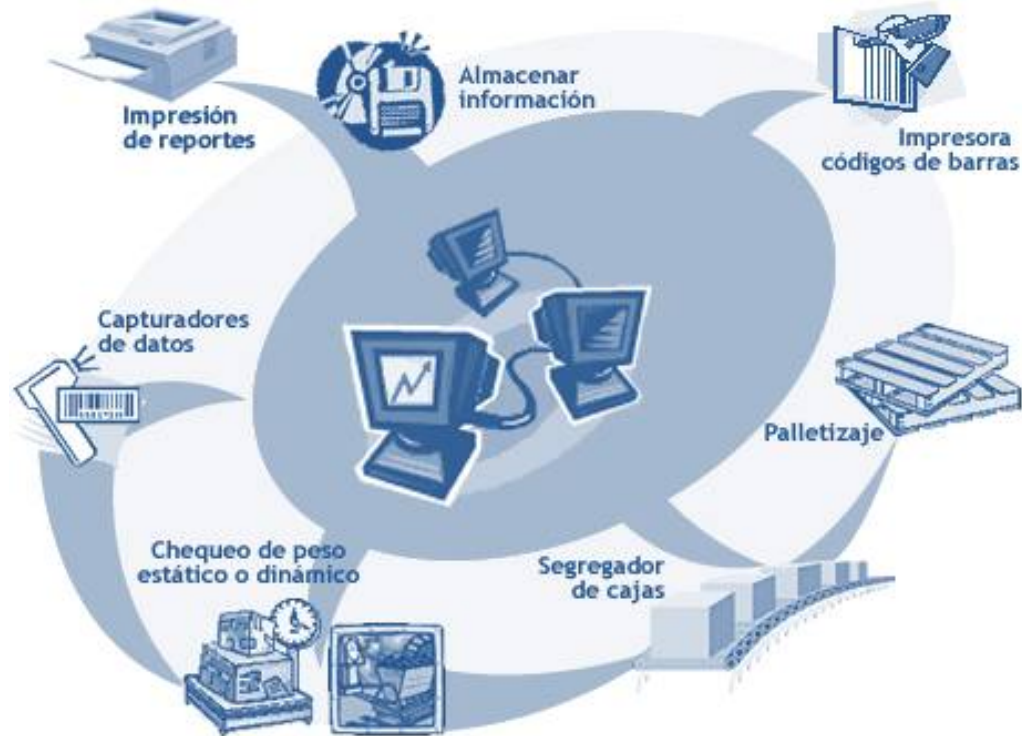 Impresión
de reportes
Almacenar
información
Impresora
códigos de barras
Capturadores
de datos
Palletizaje
Chequeo de peso
estático o dinámico
Segregador
de cajas